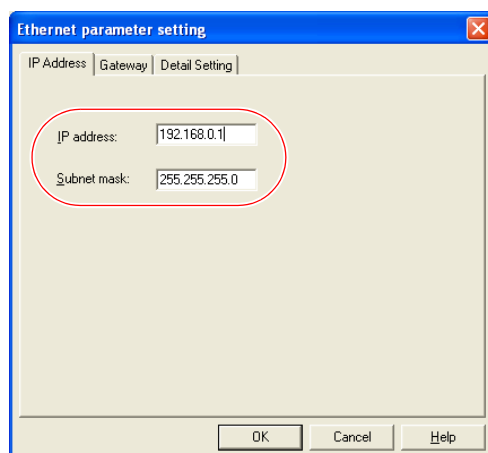 Ethernet parameter setting
IP Address Gateway Detail Setting
IP address: 192.168.0.1
Subnet mask: 255.255.255.0
OK Cancel Help